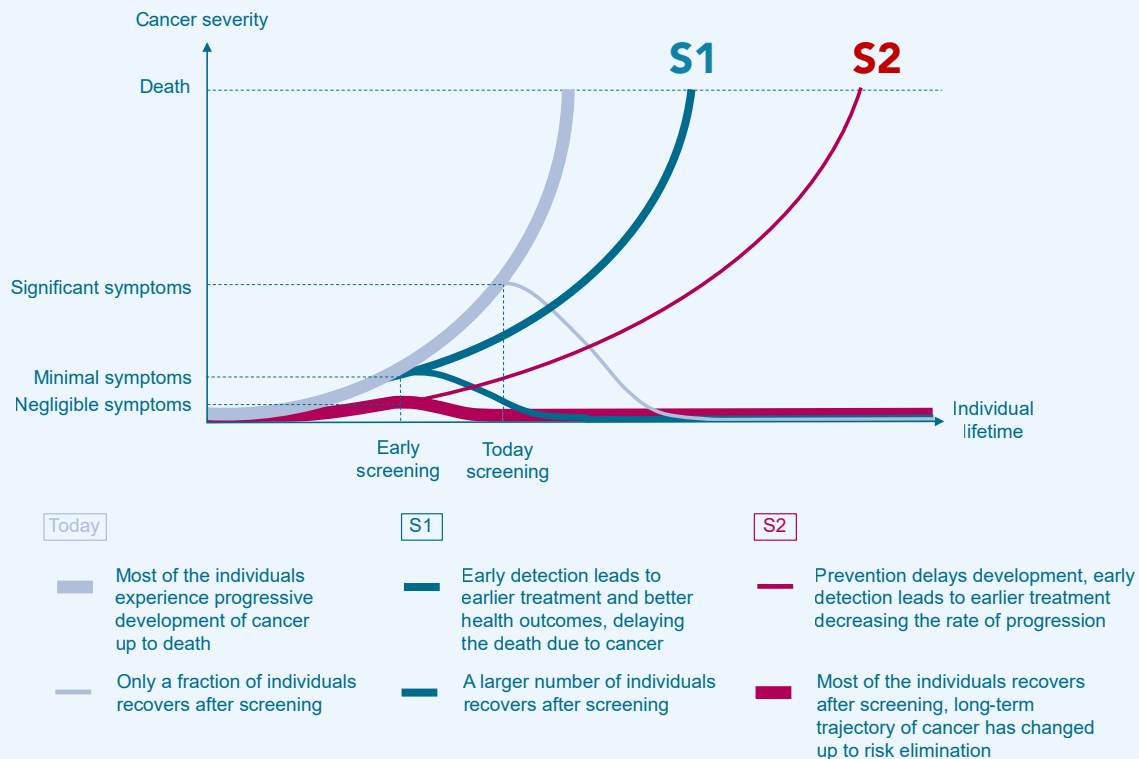 Cancer severity
S1
S2
Death
Significant symptoms
Minimal symptoms
Negligible symptoms
Individual
lifetime
Early
screening
Today
screening
Today
S1
S2
Most of the individuals
experience progressive
development of cancer
up to death
Early detection leads to
earlier treatment and better
health outcomes, delaying
the death due to cancer
Prevention delays development, early
detection leads to earlier treatment
decreasing the rate of progression
Only a fraction of individuals
recovers after screening
A larger number of individuals
recovers after screening
Most of the individuals recovers
after screening, long-term
trajectory of cancer has changed
up to risk elimination